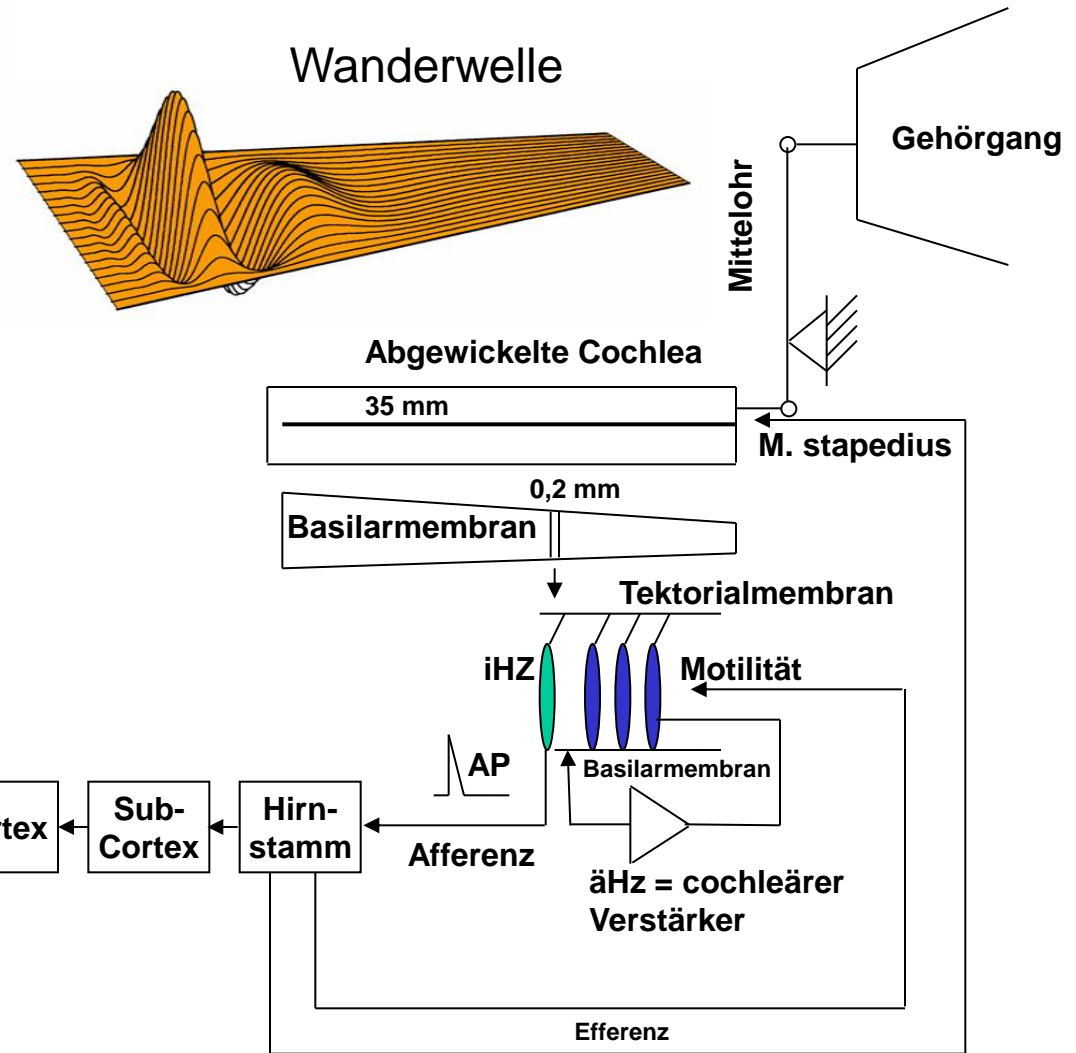 Wanderwelle
Gehörgang
Mittelohr
Abgewickelte Cochlea
35 mm
M. stapedius
0,2 mm
Basilarmembran
Tektorialmembran
iHZ
Motilität
AP
Basilarmembran
Sub-
Cortex
Hirn-
stamm
rtex
Afferenz
äHz = cochleärer
Verstärker
Efferenz